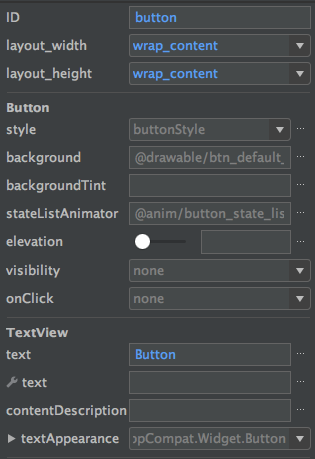 ID button
layout_width wrap_content
layout_height wrap_content
Button
style buttonStyle
background @drawable/btn_default_
backgroundTint
stateListAnimator @anim/button_state_lis
elevation
visibility none
onClick none
TextView
text Button
text
contentDescription
textAppearance ppCompat.Widget.Button